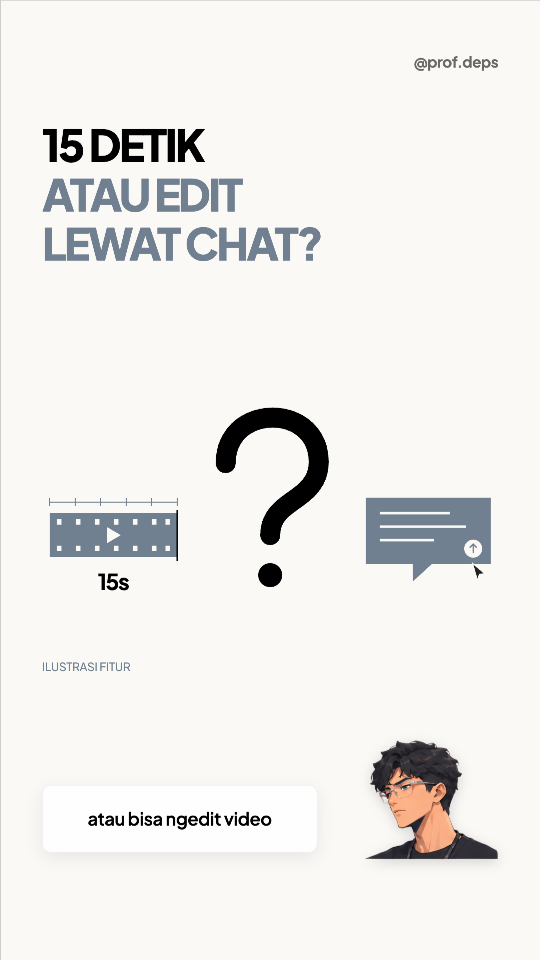 @prof.deps
15 DETIK
ATAU EDIT
LEWAT CHAT?
15s
ILUSTRASI FITUR
atau bisa ngedit video